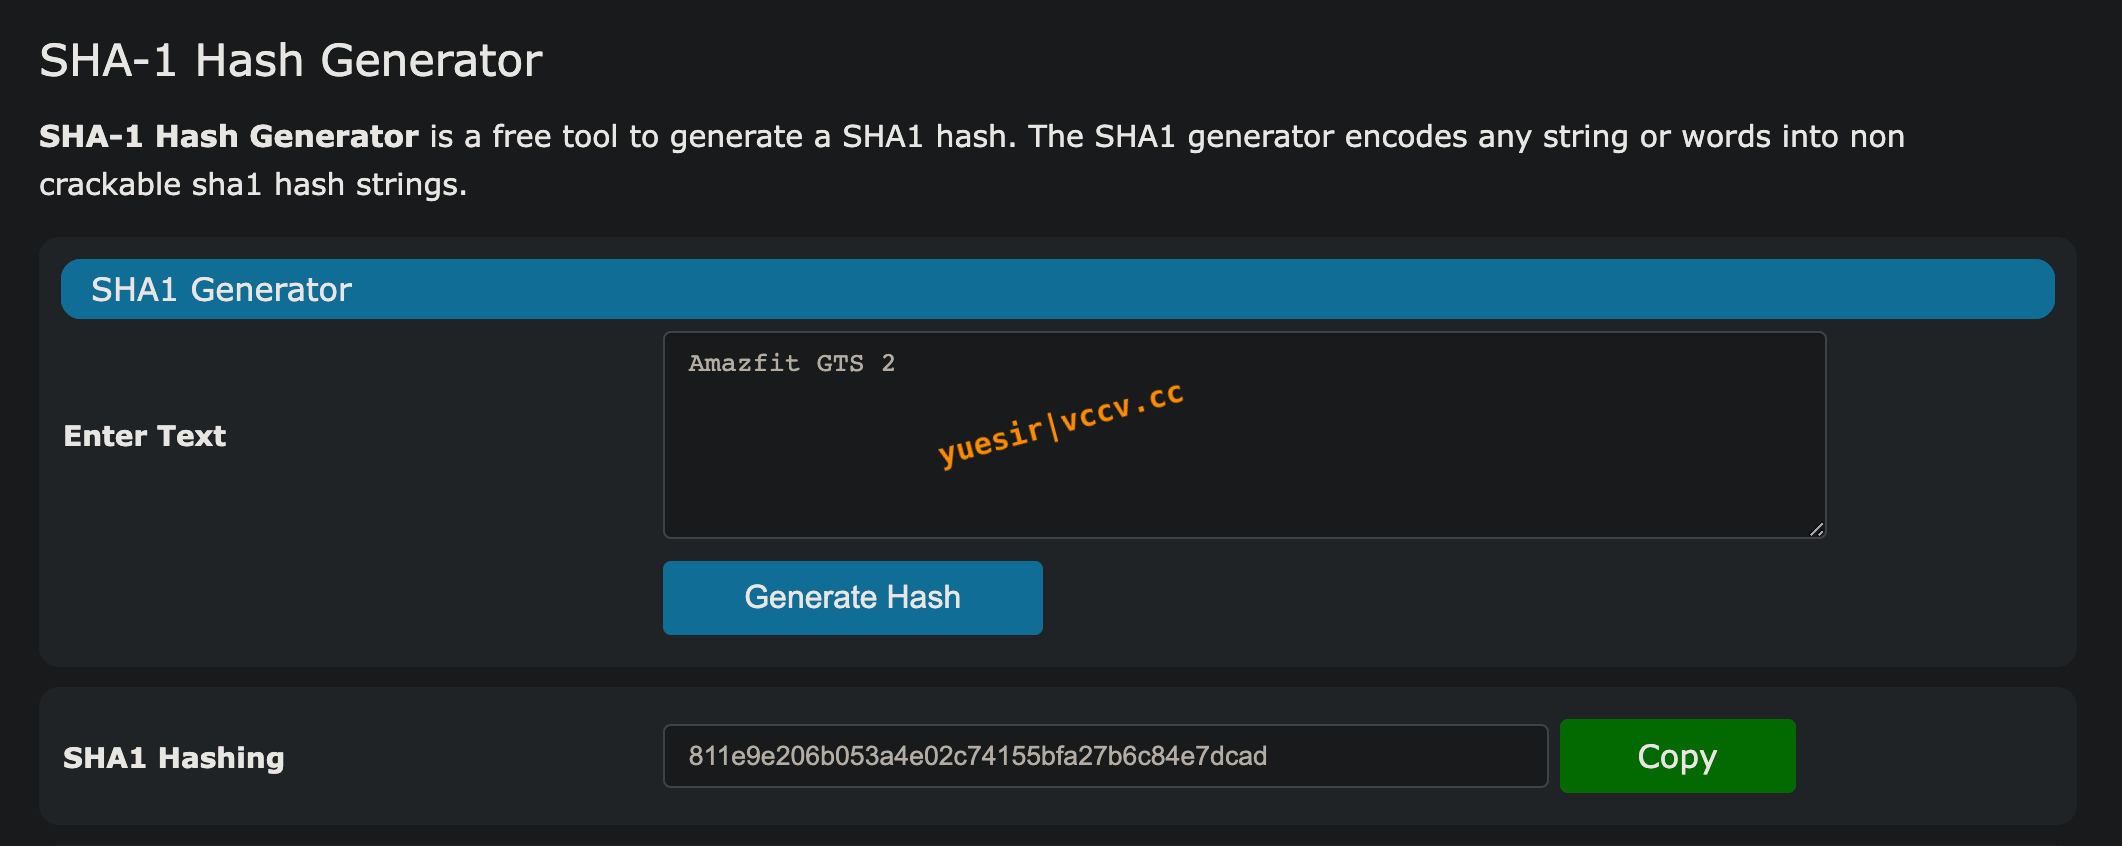 SHA-1 Hash Generator
SHA-1 Hash Generator is a free tool to generate a SHA1 hash. The SHA1 generator encodes any string or words into non
crackable sha1 hash strings.
SHA1 Generator
Enter Text
Amazfit GTS 2
yuesir|vccv.cc
Generate Hash
SHA1 Hashing
811e9e206b053a4e02c74155bfa27b6c84e7dcad
Copy